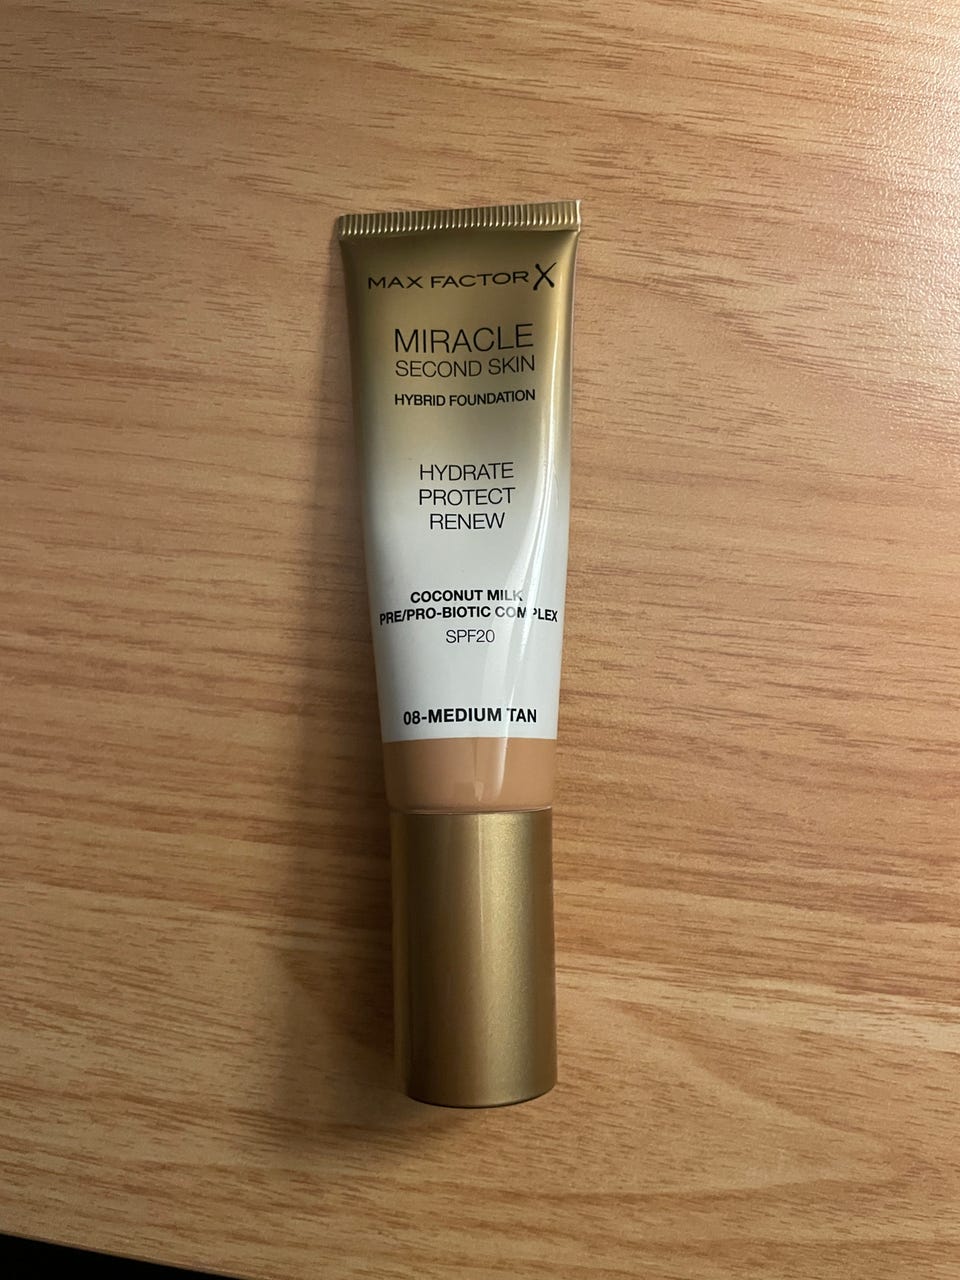 MAX FACTOR X
MIRACLE
SECOND SKIN
HYBRID FOUNDATION
HYDRATE
PROTECT
RENEW
COCONUT MILK
PRE/PRO-BIOTIC COMPLEX
SPF20
08-MEDIUM TAN